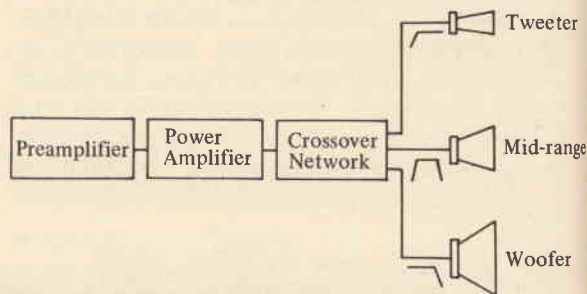 Tweeter
Preamplifier
Power
Amplifier
Crossover
Network
Mid-range
Woofer